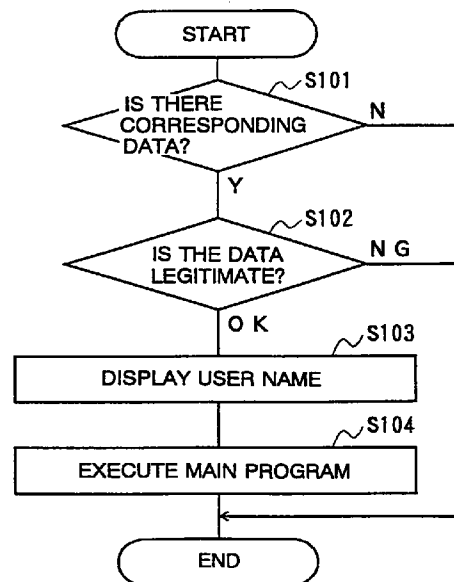 START
S101
IS THERE
CORRESPONDING
DATA?
N
Y
S102
IS THE DATA
LEGITIMATE?
N G
O K
S103
DISPLAY USER NAME
S104
EXECUTE MAIN PROGRAM
END